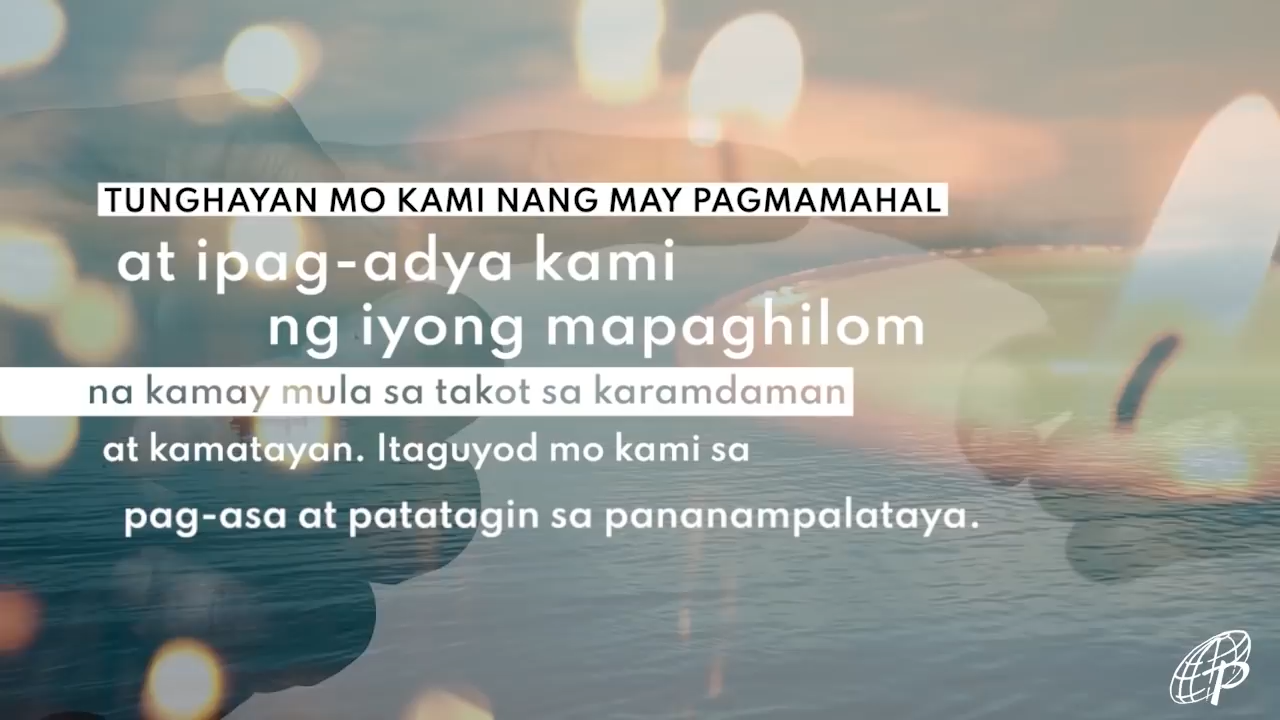 TUNGHAYAN MO KAMI NANG MAY PAGMAMAHAL
at ipag-adya kami
ng iyong mapaghilom
na kamay mula sa takot sa karamdaman
at kamatayan. Itaguyod mo kami sa
pag-asa at patatagin sa pananampalataya.